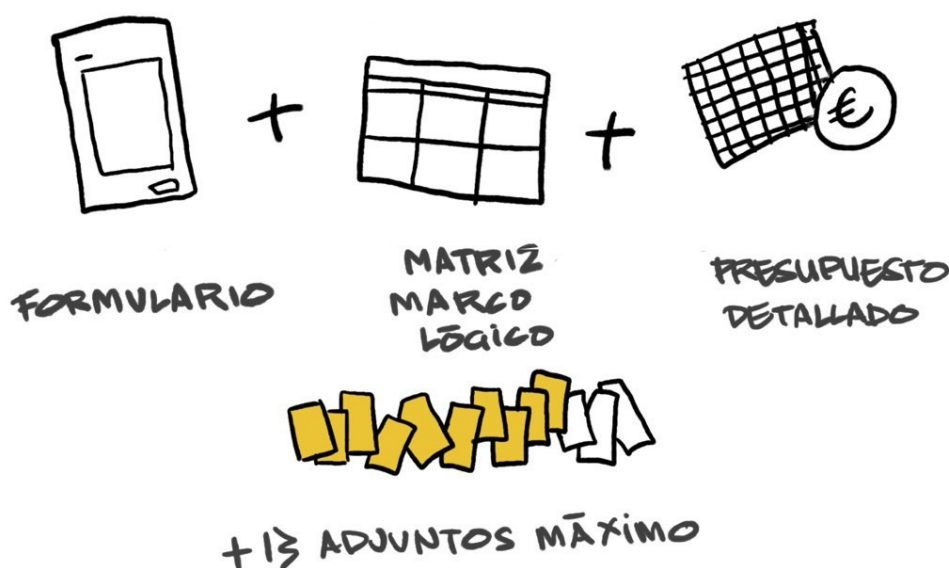 +
+
€
FORMULARIO
MATRIZ
MARCO
LÓGICO
PRESUPUESTO
DETALLADO
+13 ADJUNTOS MÁXIMO